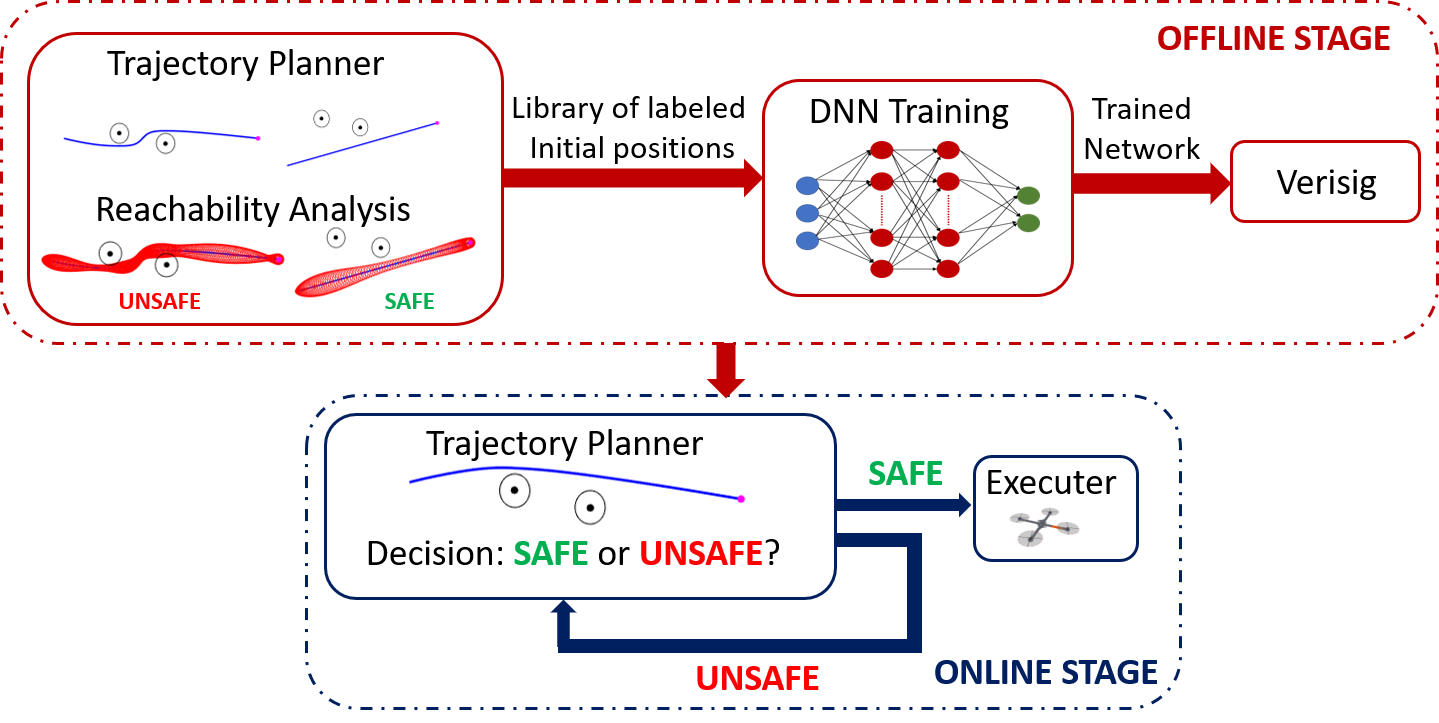 OFFLINE STAGE
Trajectory Planner
Reachability Analysis
UNSAFE
SAFE
Library of labeled
Initial positions
DNN Training
Trained
Network
Verisig
Trajectory Planner
Decision: SAFE or UNSAFE?
SAFE
Executer
UNSAFE
ONLINE STAGE